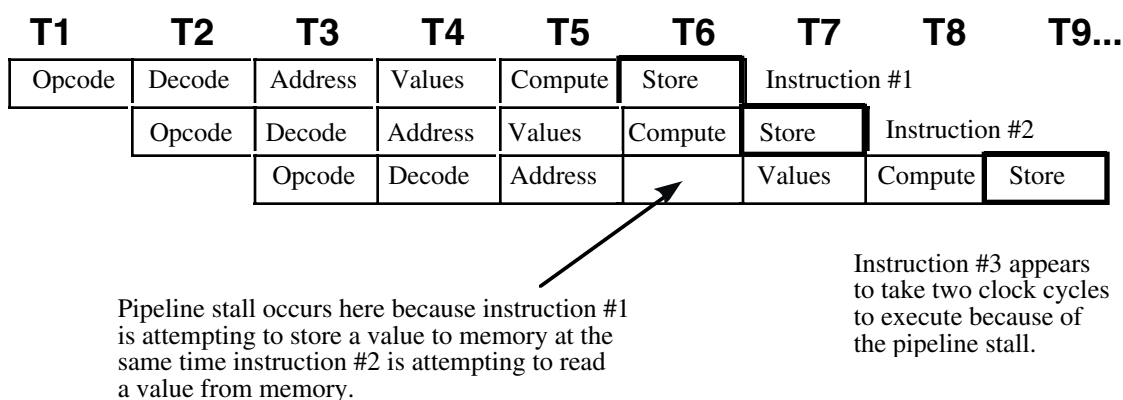 T1 T2 T3 T4 T5 T6 T7 T8 T9...
Opcode Decode Address Values Compute Store Instruction #1
Opcode Decode Address Values Compute Store Instruction #2
Opcode Decode Address Values Compute Store
Pipeline stall occurs here because instruction #1
is attempting to store a value to memory at the
same time instruction #2 is attempting to read
a value from memory.
Instruction #3 appears
to take two clock cycles
to execute because of
the pipeline stall.